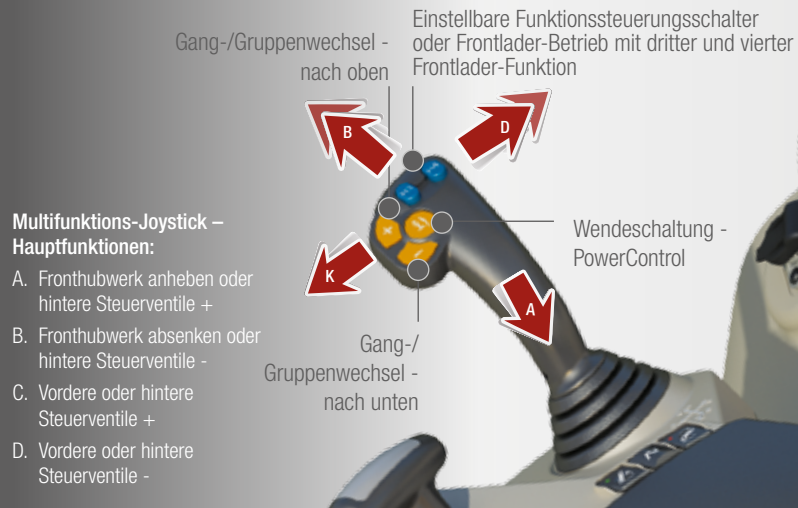 Einstellbare Funktionssteuerungsschalter
oder Frontlader-Betrieb mit dritter und vierter
Frontlader-Funktion
Gang-/Gruppenwechsel -
nach oben
B
D
Multifunktions-Joystick –
Hauptfunktionen:
A. Fronthubwerk anheben oder
hintere Steuerventile +
B. Fronthubwerk absenken oder
hintere Steuerventile -
C. Vordere oder hintere
Steuerventile +
D. Vordere oder hintere
Steuerventile -
K
Wendeschaltung -
PowerControl
A
Gang-/
Gruppenwechsel -
nach unten